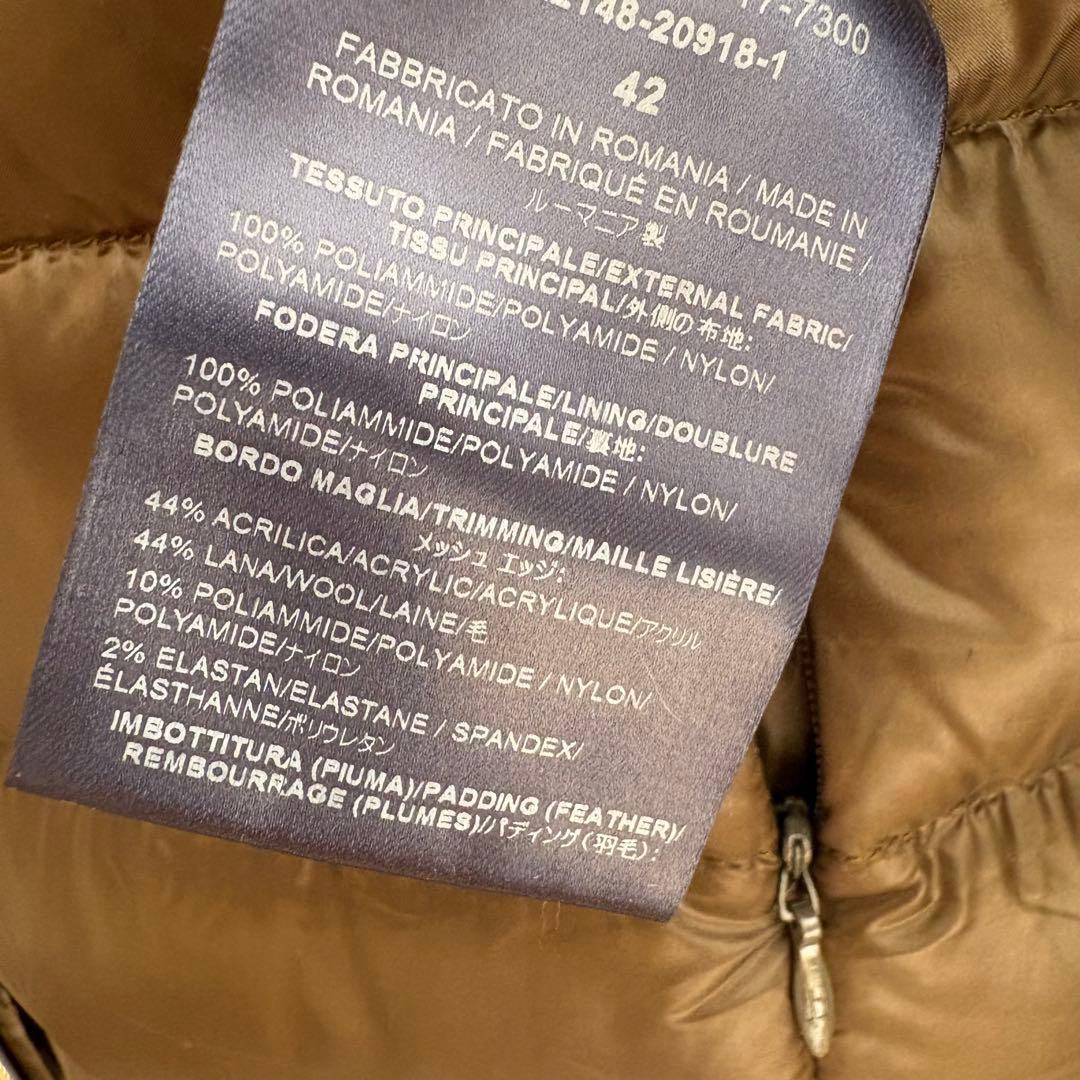 17-7300
2148-20918-1
42
FABBRICATO IN ROMANIA / MADE IN
ROMANIA / FABRIQUÉ EN ROUMANIE /
ルーマニア製
TESSUTO PRINCIPALE/EXTERNAL FABRIC/
TISSU PRINCIPAL/外側の布地:
100% POLIAMMIDE/POLYAMIDE / NYLON/
POLYAMIDE/ナイロン
FODERA PRINCIPALE/LINING/DOUBLURE
PRINCIPALE/裏地:
100% POLIAMMIDE/POLYAMIDE / NYLON/
POLYAMIDE/ナイロン
BORDO MAGLIA/TRIMMING/MAILLE LISIÈRE/
メッシュ エッジ:
44% ACRILICA/ACRYLIC/ACRYLIQUE/アクリル
44% LANA/WOOL/LAINE/毛
10% POLIAMMIDE/POLYAMIDE / NYLON/
POLYAMIDE/ナイロン
2% ELASTAN/ELASTANE / SPANDEX/
ÉLASTHANNE/ポリウレタン
IMBOTTITURA (PIUMA)/PADDING (FEATHER)/
REMBOURRAGE (PLUMES)/パディング(羽毛):